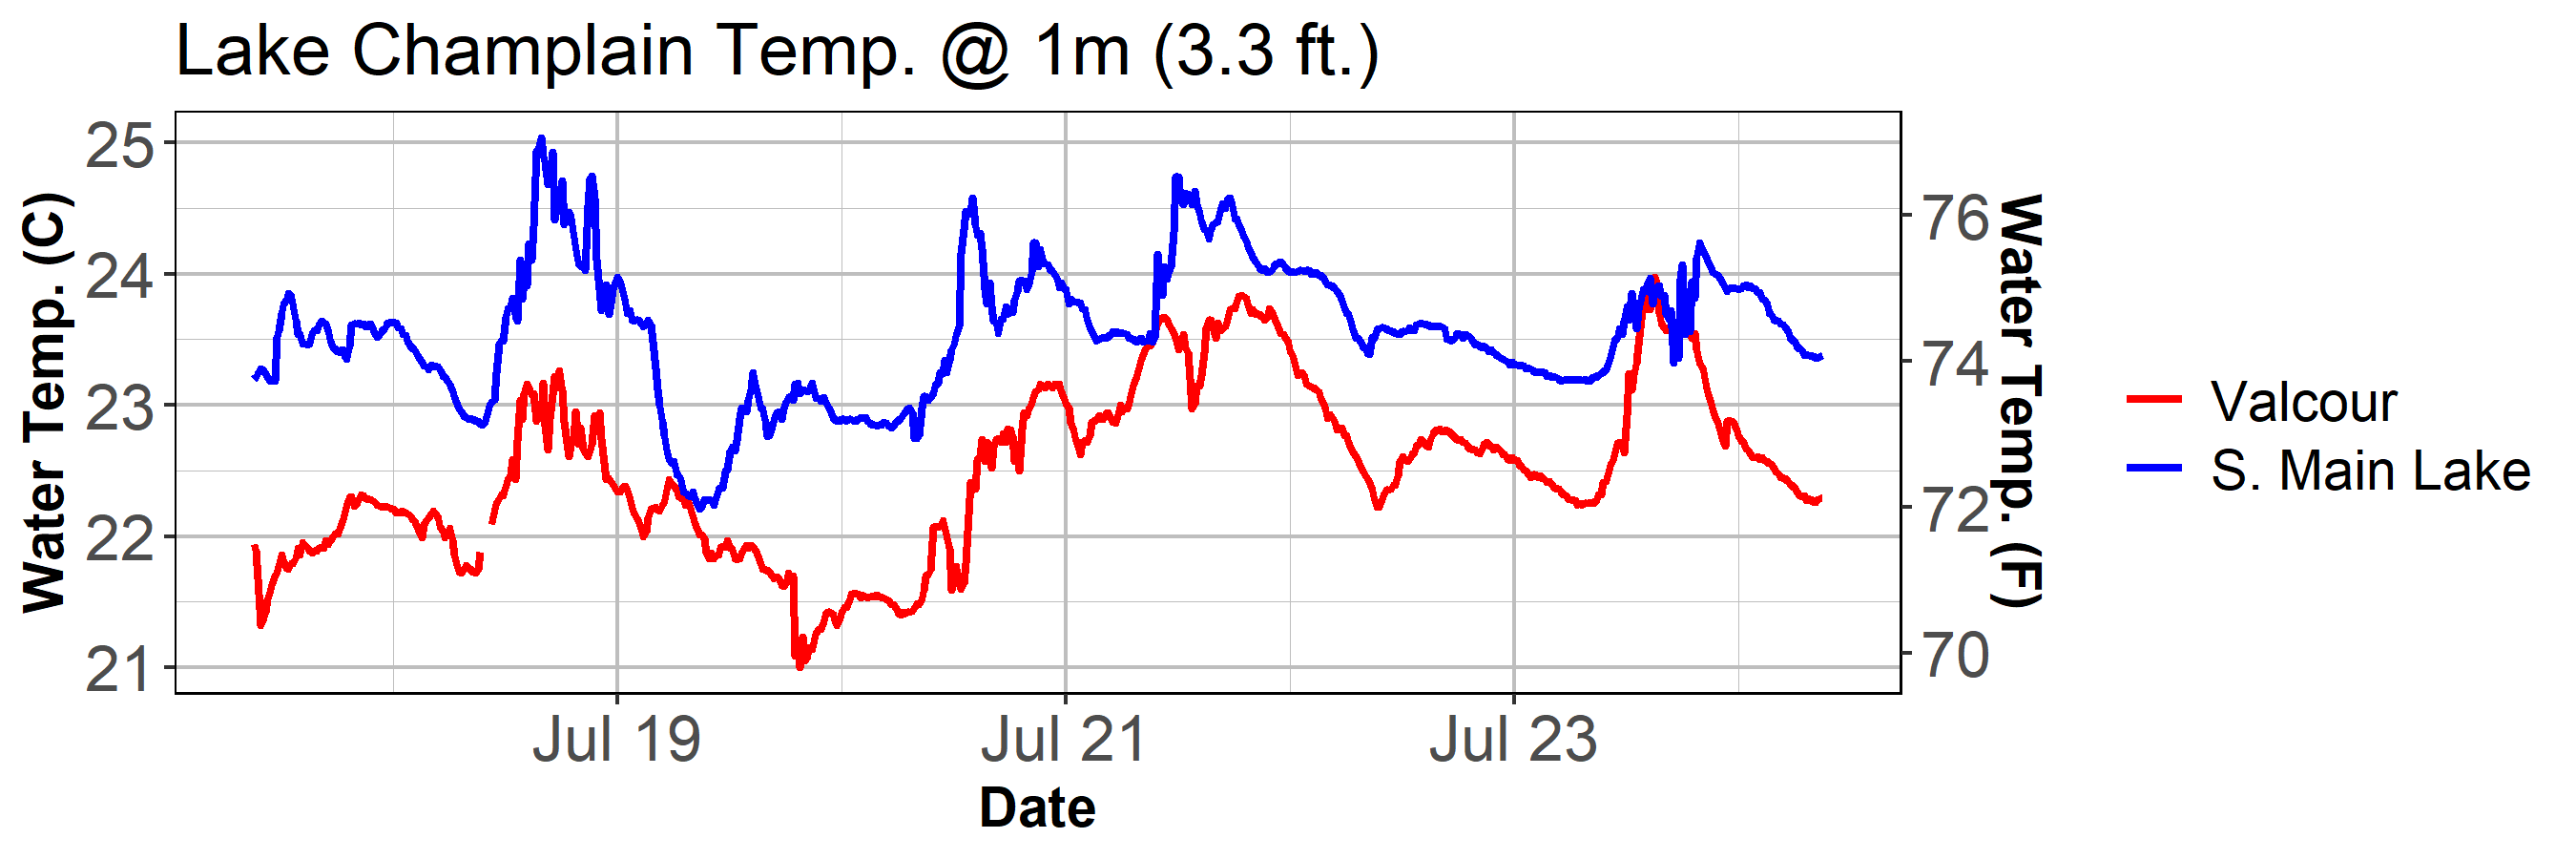 Lake Champlain Temp. @ 1m (3.3 ft.)
Water Temp. (C)
25
24
23
22
21
76
74
72
70
Water Temp. (F)
Jul 19
Jul 21
Jul 23
Date
Valcour
S. Main Lake